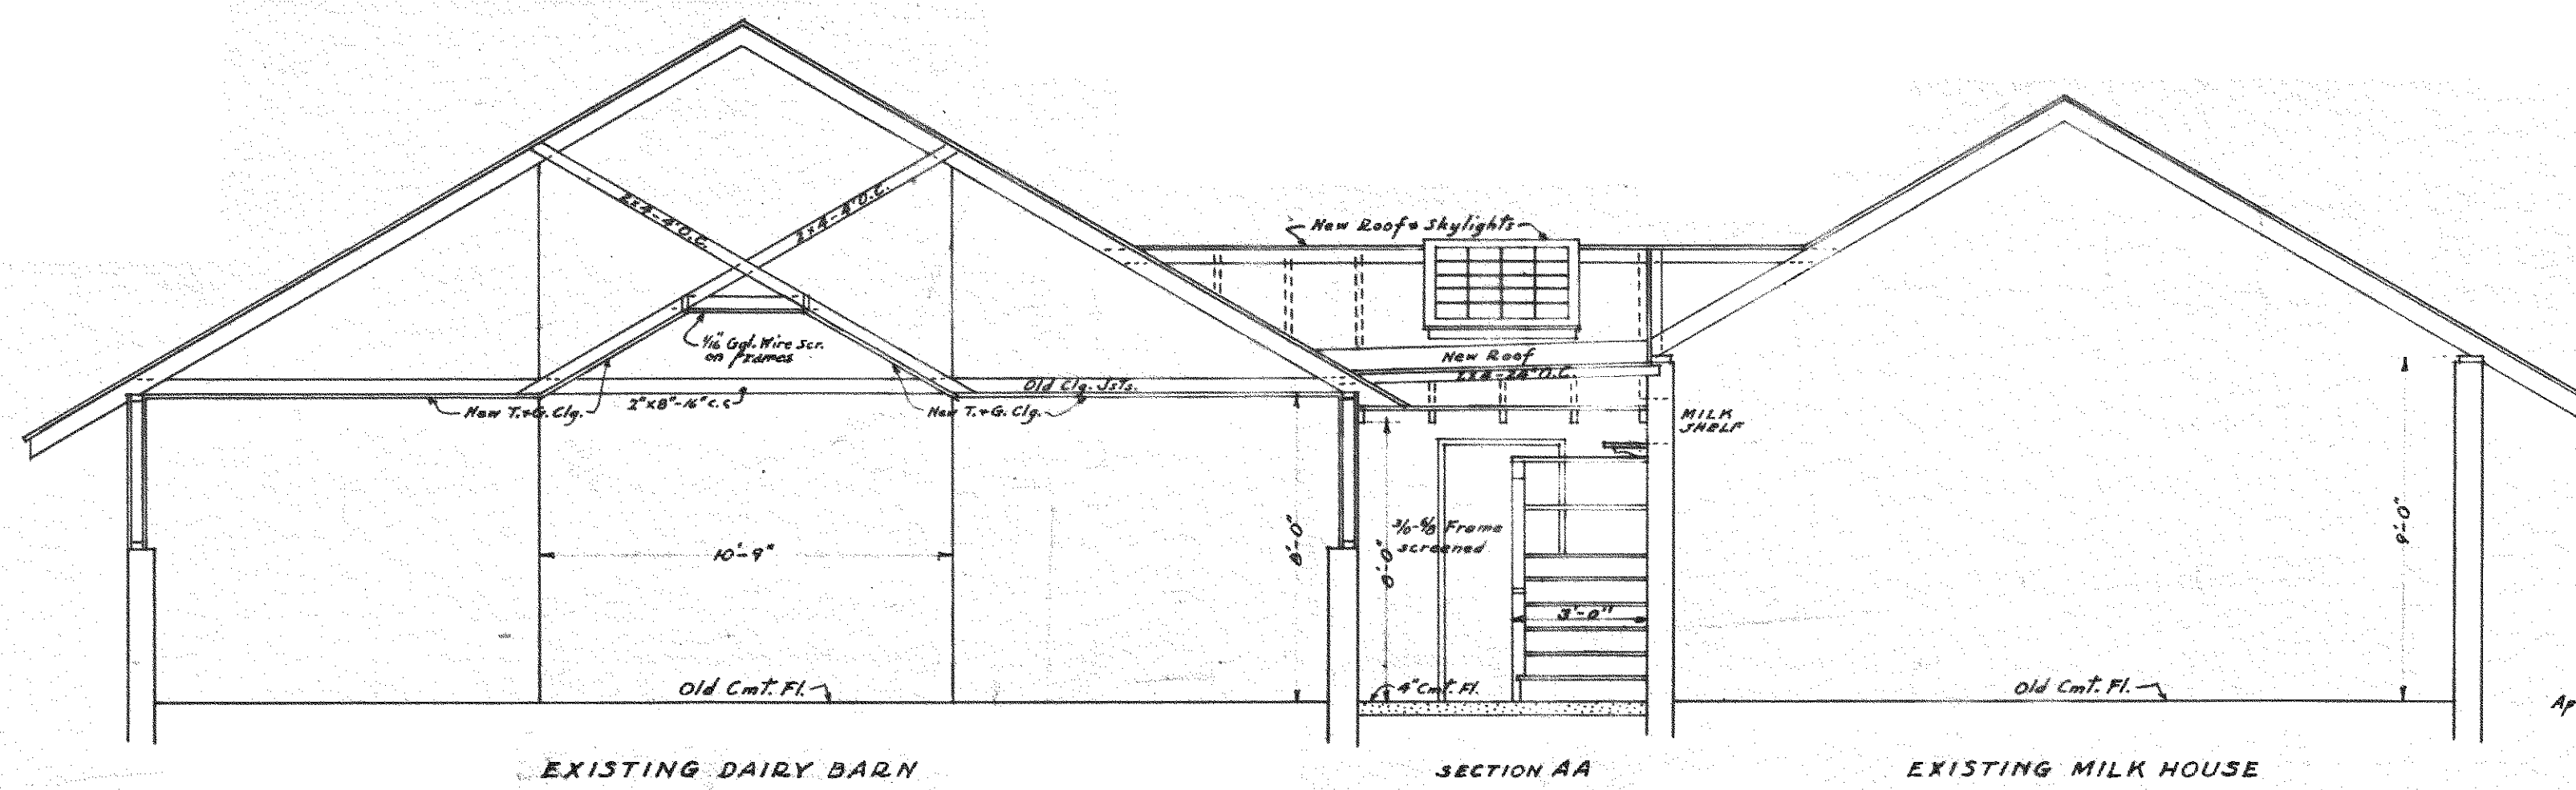 New Roof & Skylights
2x4-4'O.C.
2x4-4'O.C.
1/16" Gal. Wire Scr.
on frames
New Roof
2x4-24"O.C.
Old Clg. Jsts.
New T.&G. Clg.
2"x8"-16" c.c
New T.&G. Clg.
MILK
SHELF
10'-9"
8'-0"
8'-0"
3/0-6/8 Frame
screened
9'-0"
3'-0"
Old Cmt. Fl.
4" Cmt. Fl.
Old Cmt. Fl.
Ap
EXISTING DAIRY BARN
SECTION AA
EXISTING MILK HOUSE